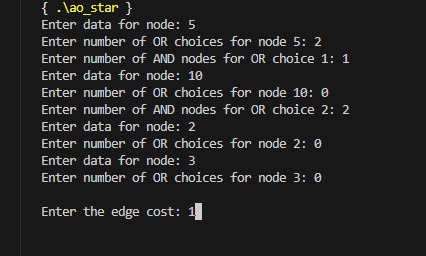 { .\ao_star }
Enter data for node: 5
Enter number of OR choices for node 5: 2
Enter number of AND nodes for OR choice 1: 1
Enter data for node: 10
Enter number of OR choices for node 10: 0
Enter number of AND nodes for OR choice 2: 2
Enter data for node: 2
Enter number of OR choices for node 2: 0
Enter data for node: 3
Enter number of OR choices for node 3: 0
Enter the edge cost: 1